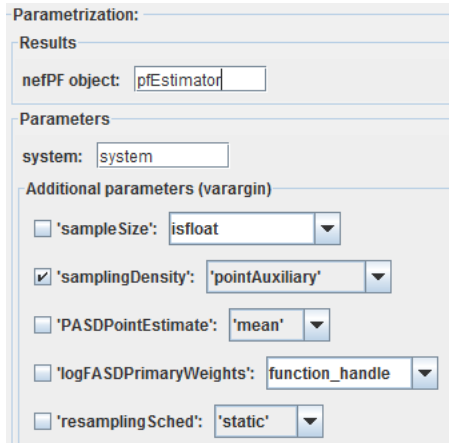 Parametrization:
Results
nefPF object: pfEstimator
Parameters
system: system
Additional parameters (varargin)
'sampleSize': isfloat
'samplingDensity': 'pointAuxiliary'
'PASDPointEstimate': 'mean'
'logFASDPrimaryWeights': function_handle
'resamplingSched': 'static'